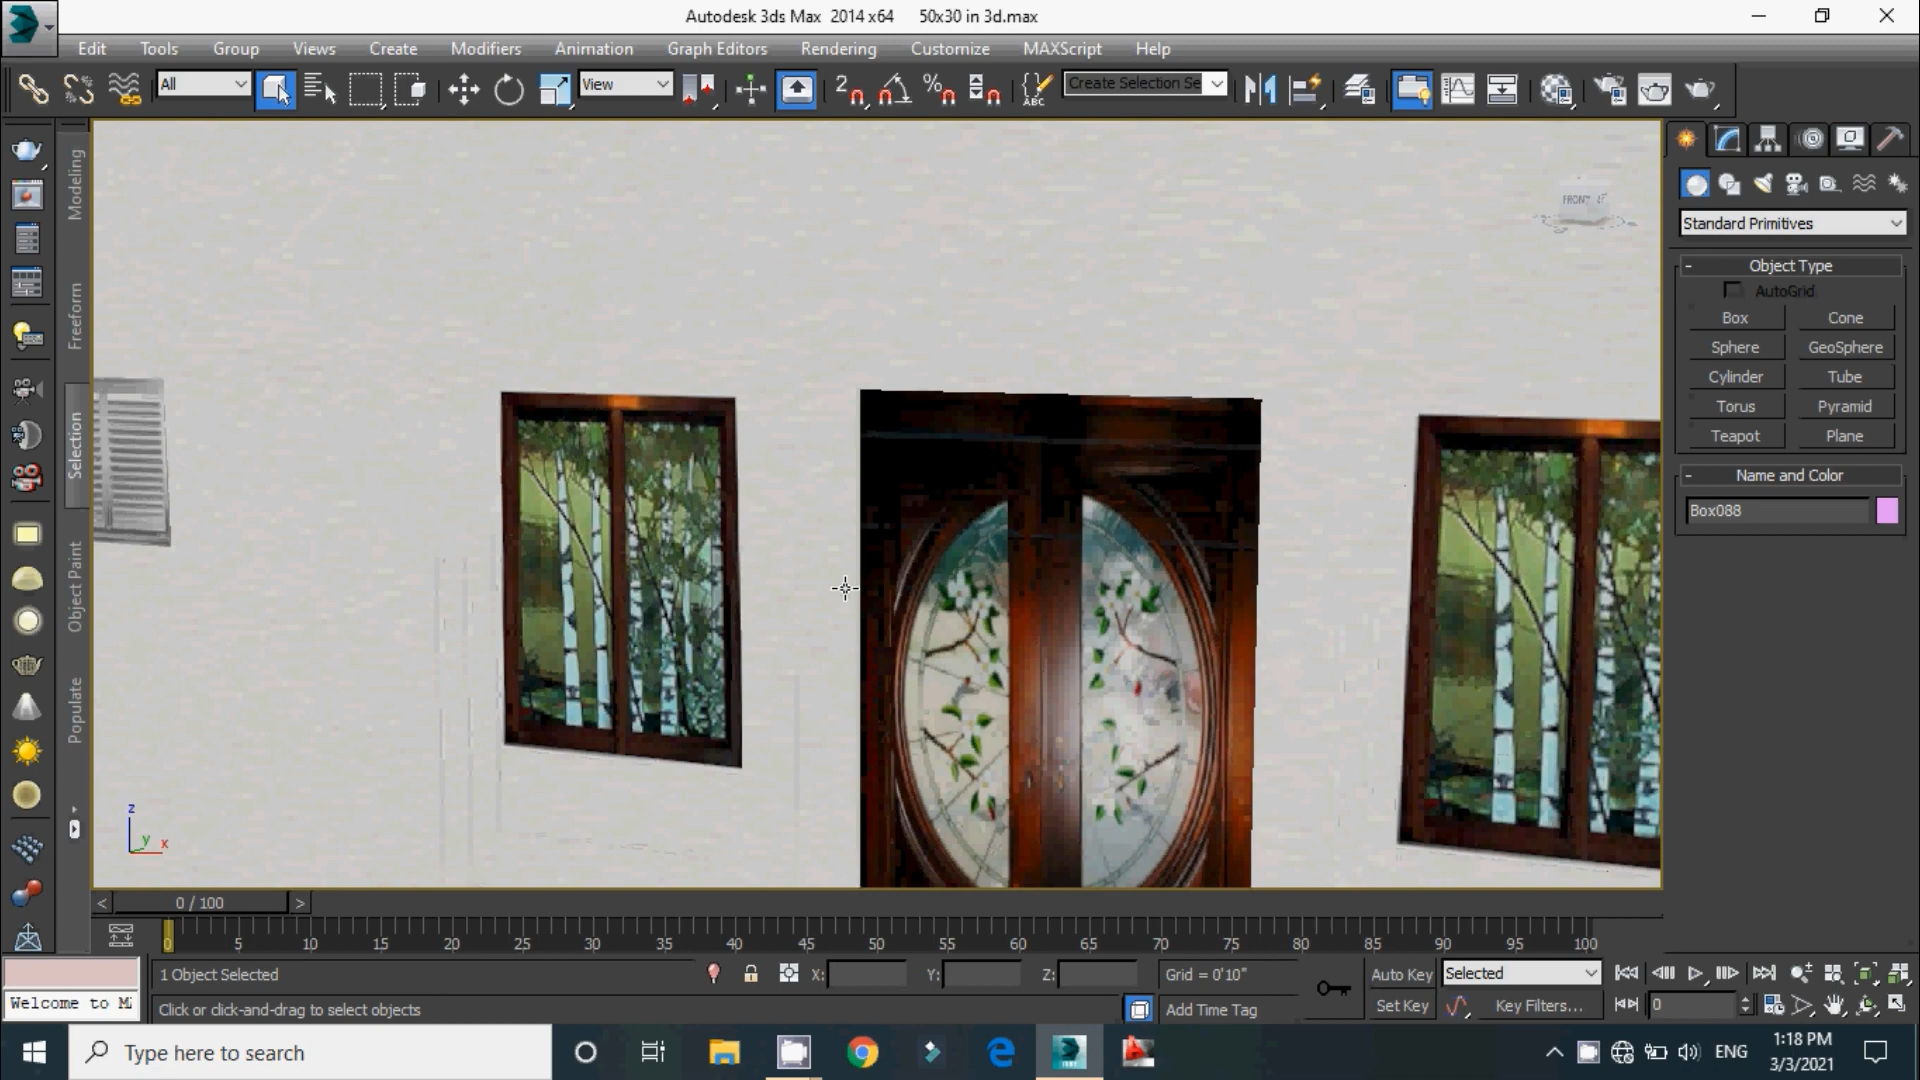 Autodesk 3ds Max 2014 x64 50x30 in 3d.max
Edit Tools Group Views Create Modifiers Animation Graph Editors Rendering Customize MAXScript Help
All
View
2
%
ABC
Create Selection Se
Modeling
Freeform
Selection
Object Paint
Populate
FRONT
Standard Primitives
- Object Type
AutoGrid
Box Cone
Sphere GeoSphere
Cylinder Tube
Torus Pyramid
Teapot Plane
- Name and Color
Box088
z
y x
< 0 / 100 >
0 5 10 15 20 25 30 35 40 45 50 55 60 65 70 75 80 85 90 95 100
1 Object Selected X: Y: Z: Grid = 0'10" Auto Key Selected
Welcome to M
Click or click-and-drag to select objects Add Time Tag Set Key Key Filters... 0
Type here to search
ENG
1:18 PM
3/3/2021